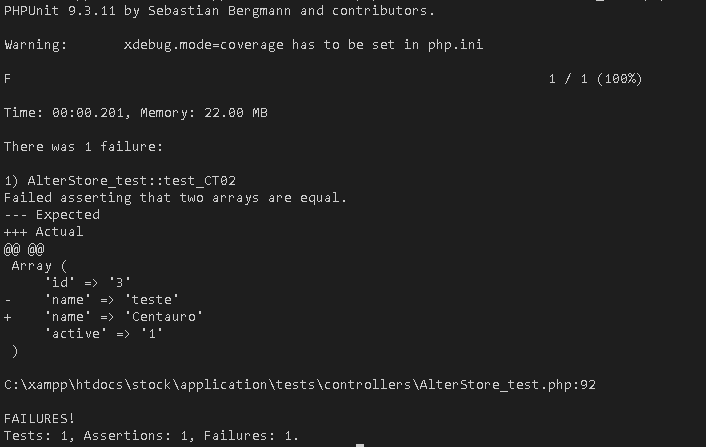 PHPUnit 9.3.11 by Sebastian Bergmann and contributors.
Warning:       xdebug.mode=coverage has to be set in php.ini
F                                                                   1 / 1 (100%)
Time: 00:00.201, Memory: 22.00 MB
There was 1 failure:
1) AlterStore_test::test_CT02
Failed asserting that two arrays are equal.
--- Expected
+++ Actual
@@ @@
 Array (
     'id' => '3'
-    'name' => 'teste'
+    'name' => 'Centauro'
     'active' => '1'
 )
C:\xampp\htdocs\stock\application\tests\controllers\AlterStore_test.php:92
FAILURES!
Tests: 1, Assertions: 1, Failures: 1.